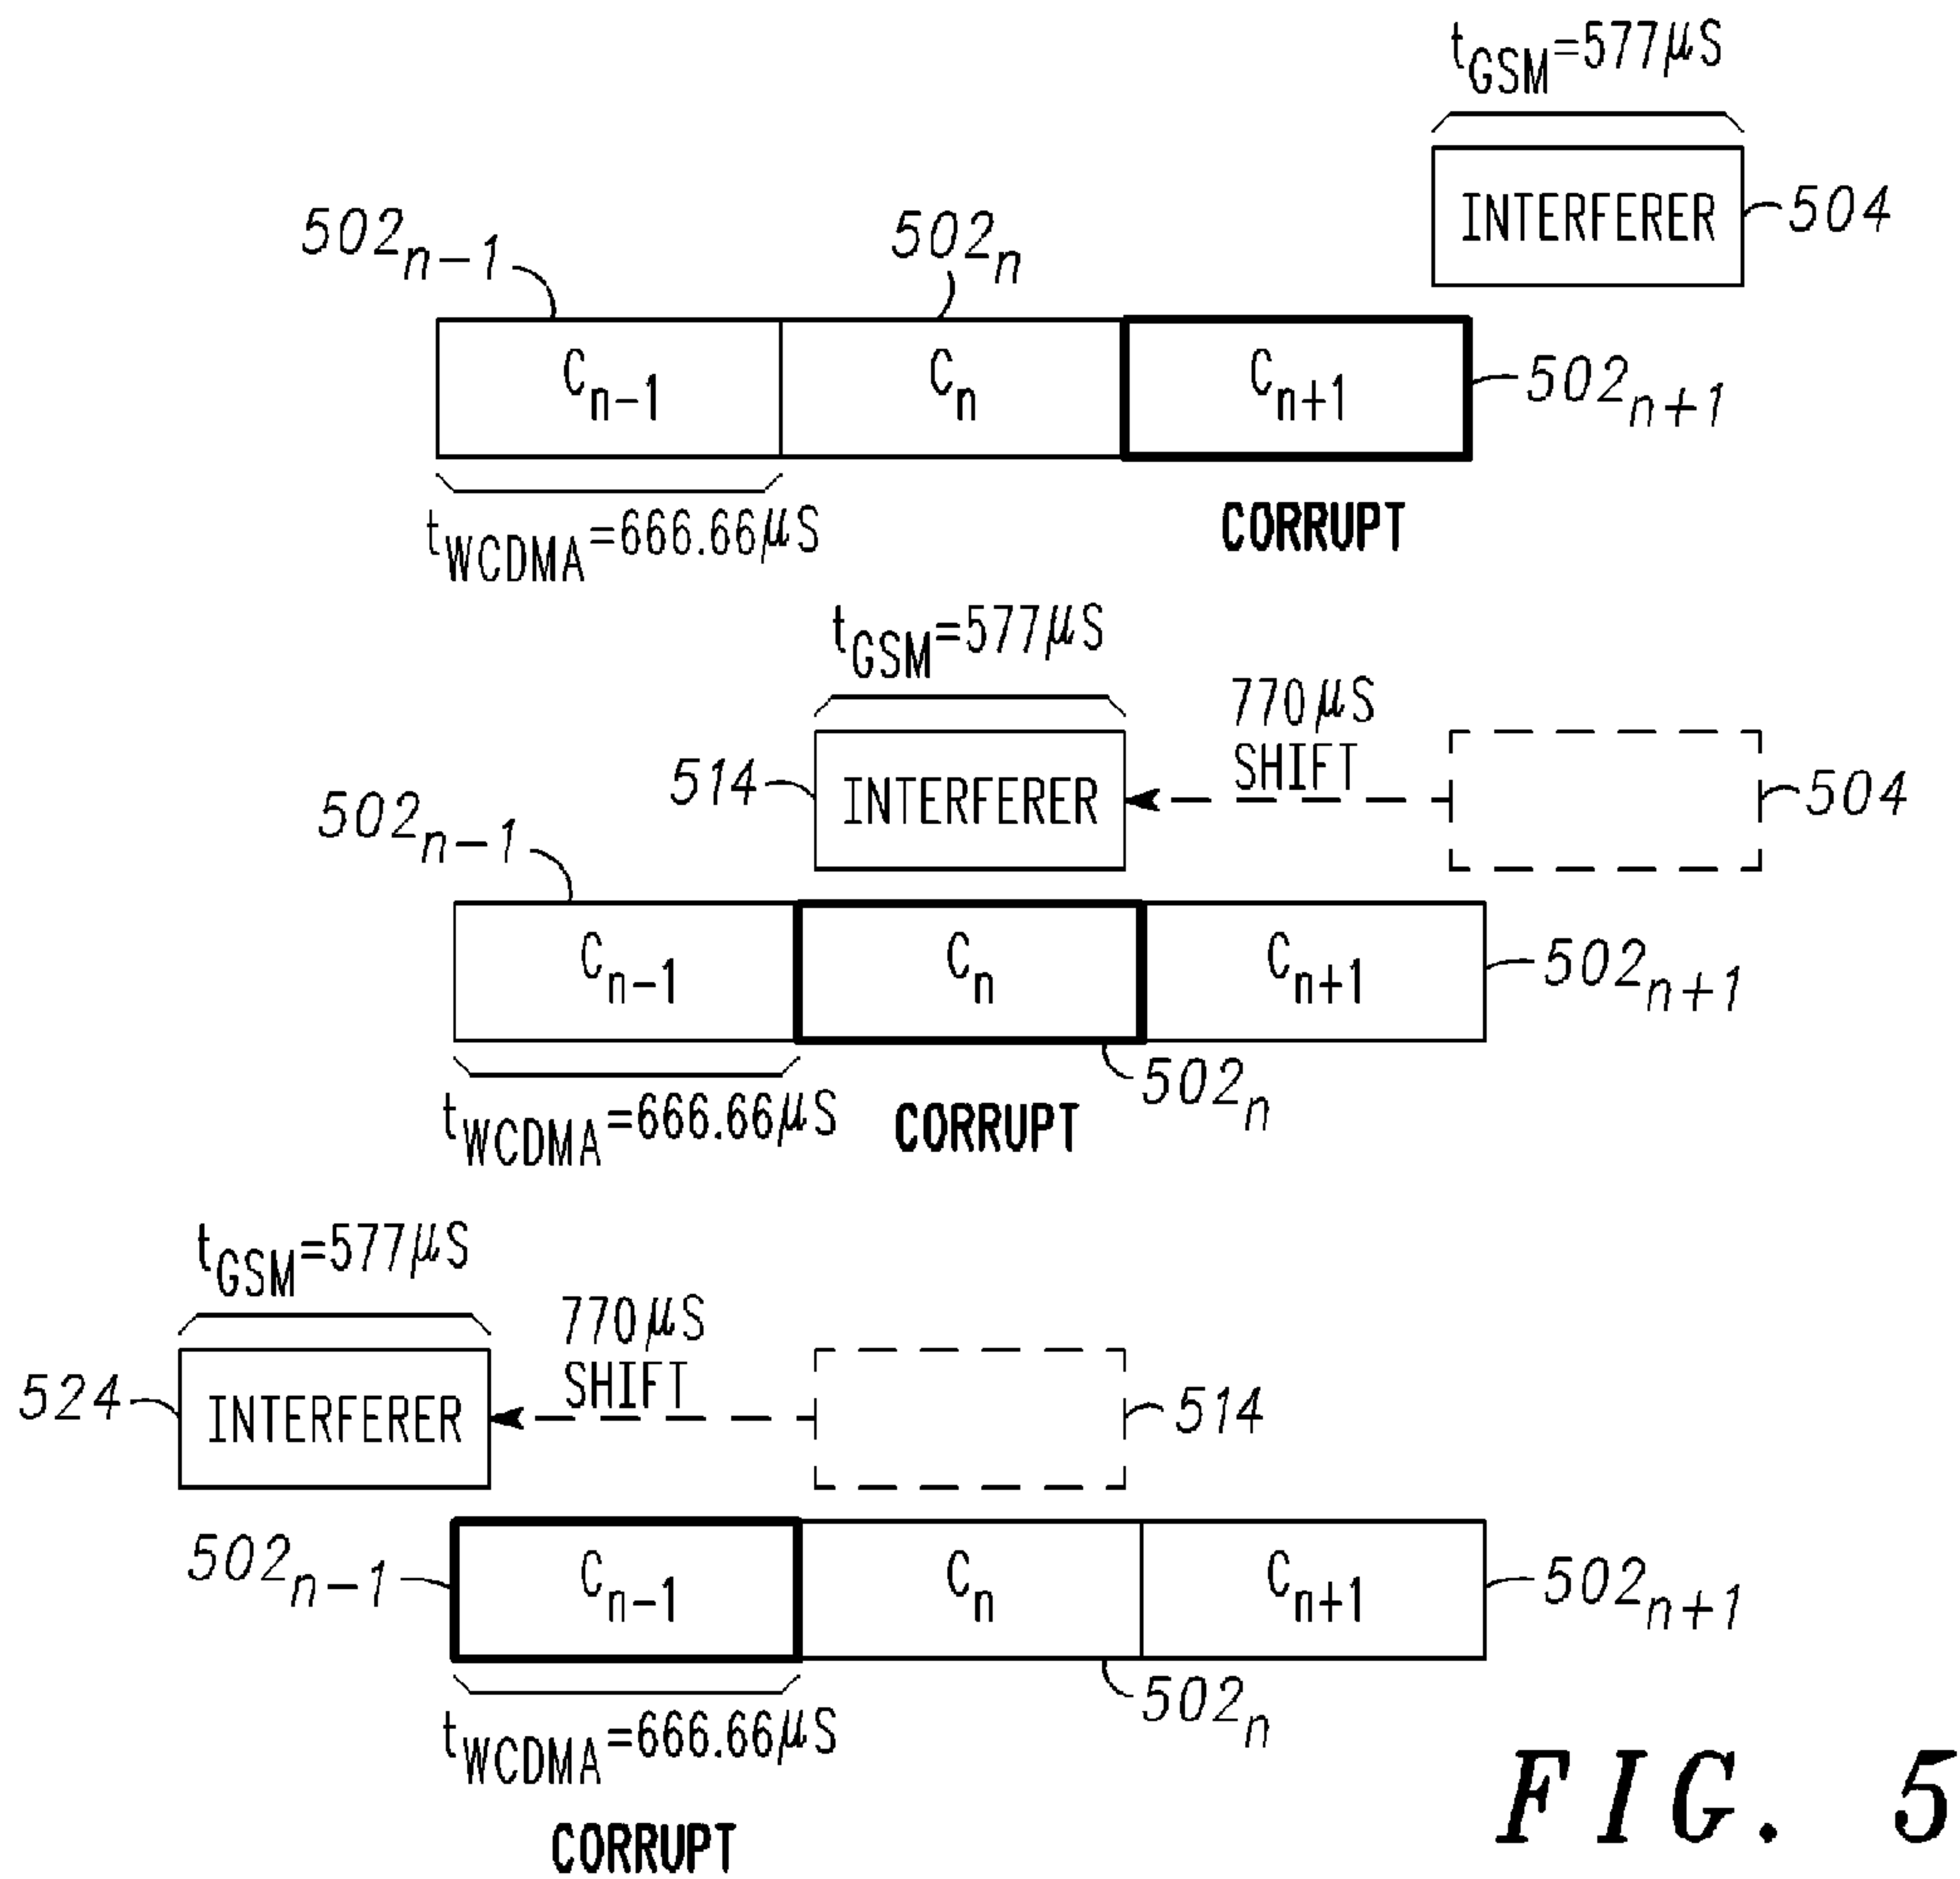 tGSM=577μS
INTERFERER
504
502n-1
502n
Cn-1
Cn
Cn+1
502n+1
tWCDMA=666.66μS
CORRUPT
tGSM=577μS
770μS
SHIFT
514
INTERFERER
504
502n-1
Cn-1
Cn
Cn+1
502n+1
tWCDMA=666.66μS
CORRUPT
502n
tGSM=577μS
770μS
SHIFT
524
INTERFERER
514
502n-1
Cn-1
Cn
Cn+1
502n+1
tWCDMA=666.66μS
502n
CORRUPT
FIG. 5